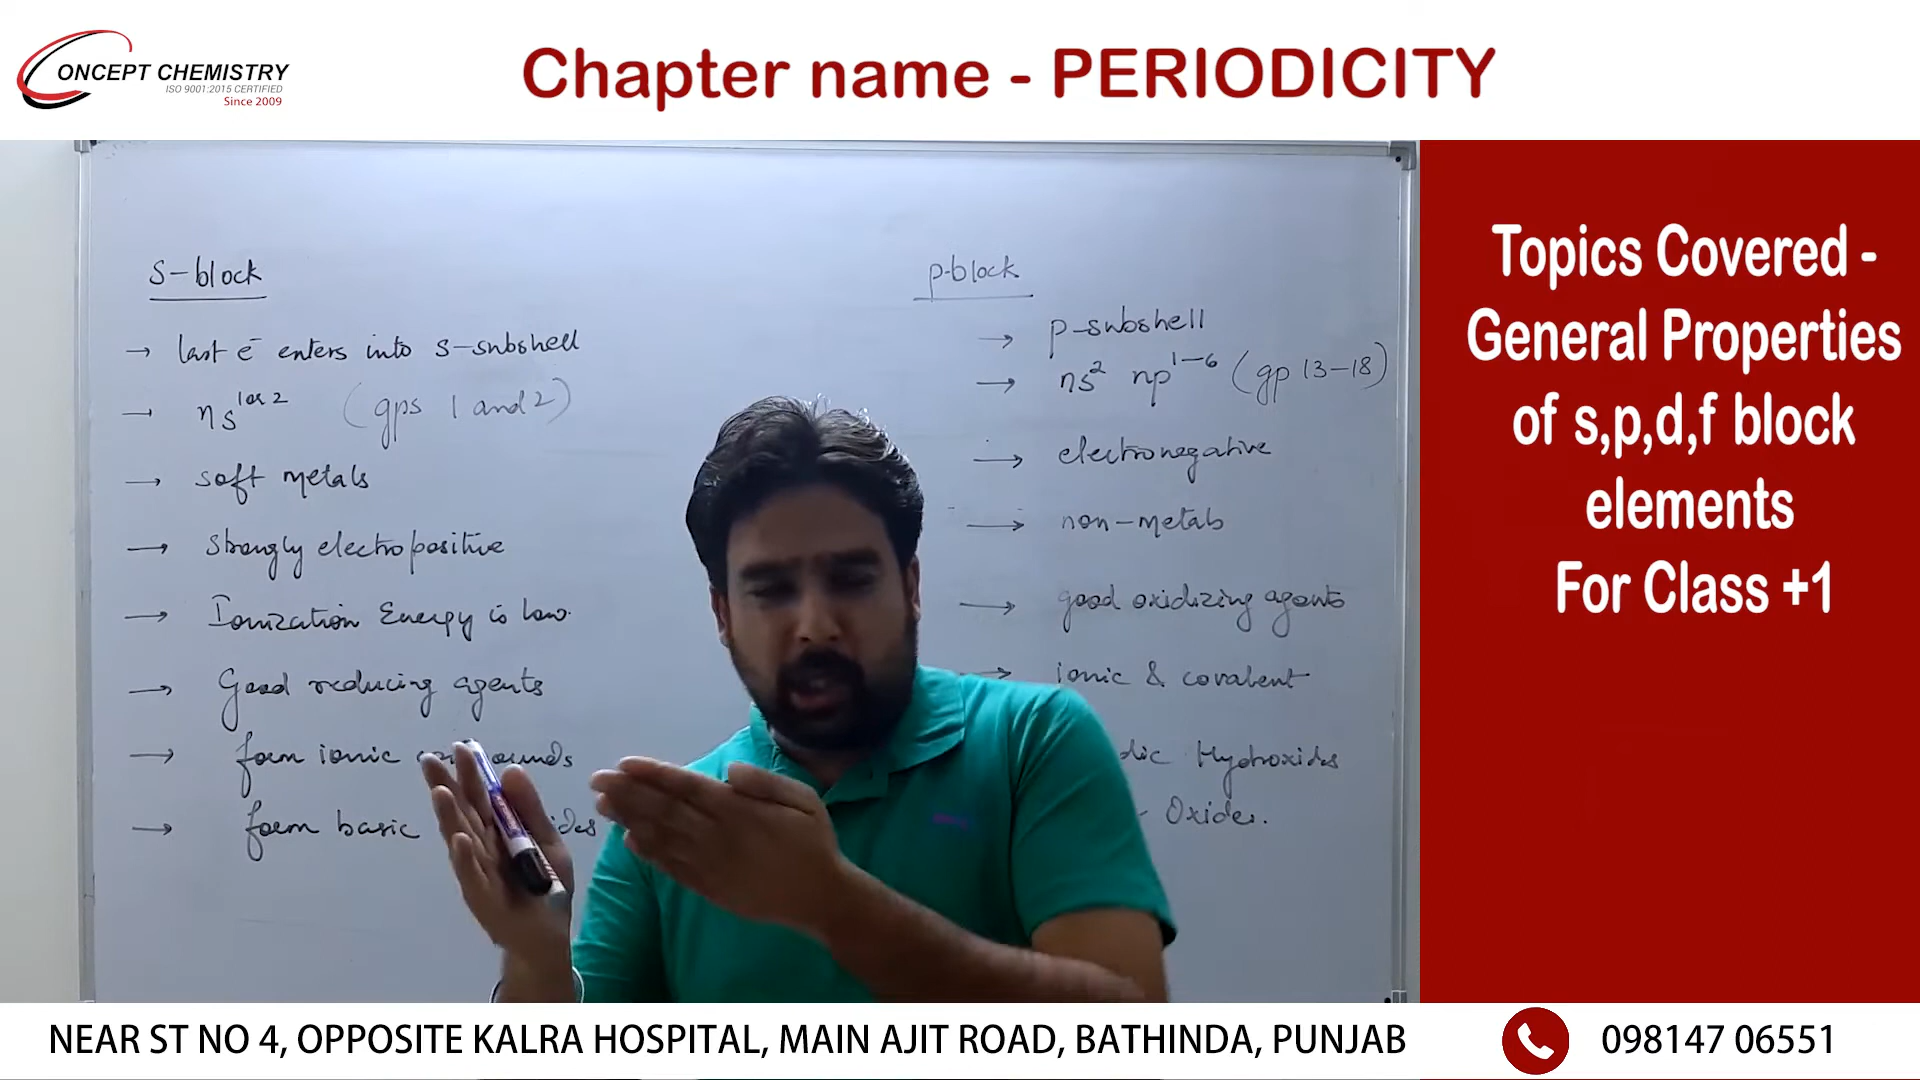 ONCEPT CHEMISTRY
ISO 9001:2015 CERTIFIED
Since 2009
Chapter name - PERIODICITY
s-block
→ last e⁻ enters into s-subshell
→ ns¹ ᵒʳ ² (gps 1 and 2)
→ soft metals
→ strongly electropositive
→ Ionization Energy is low.
→ Good reducing agents
→ form ionic
→ form basic
p-block
→ p-subshell
→ ns² np¹⁻⁶ (gp 13-18)
→ electronegative
→ non-metals
→ good oxidizing agents
→ ionic & covalent
Hydroxides
Oxides.
Topics Covered -
General Properties
of s,p,d,f block
elements
For Class +1
NEAR ST NO 4, OPPOSITE KALRA HOSPITAL, MAIN AJIT ROAD, BATHINDA, PUNJAB
098147 06551